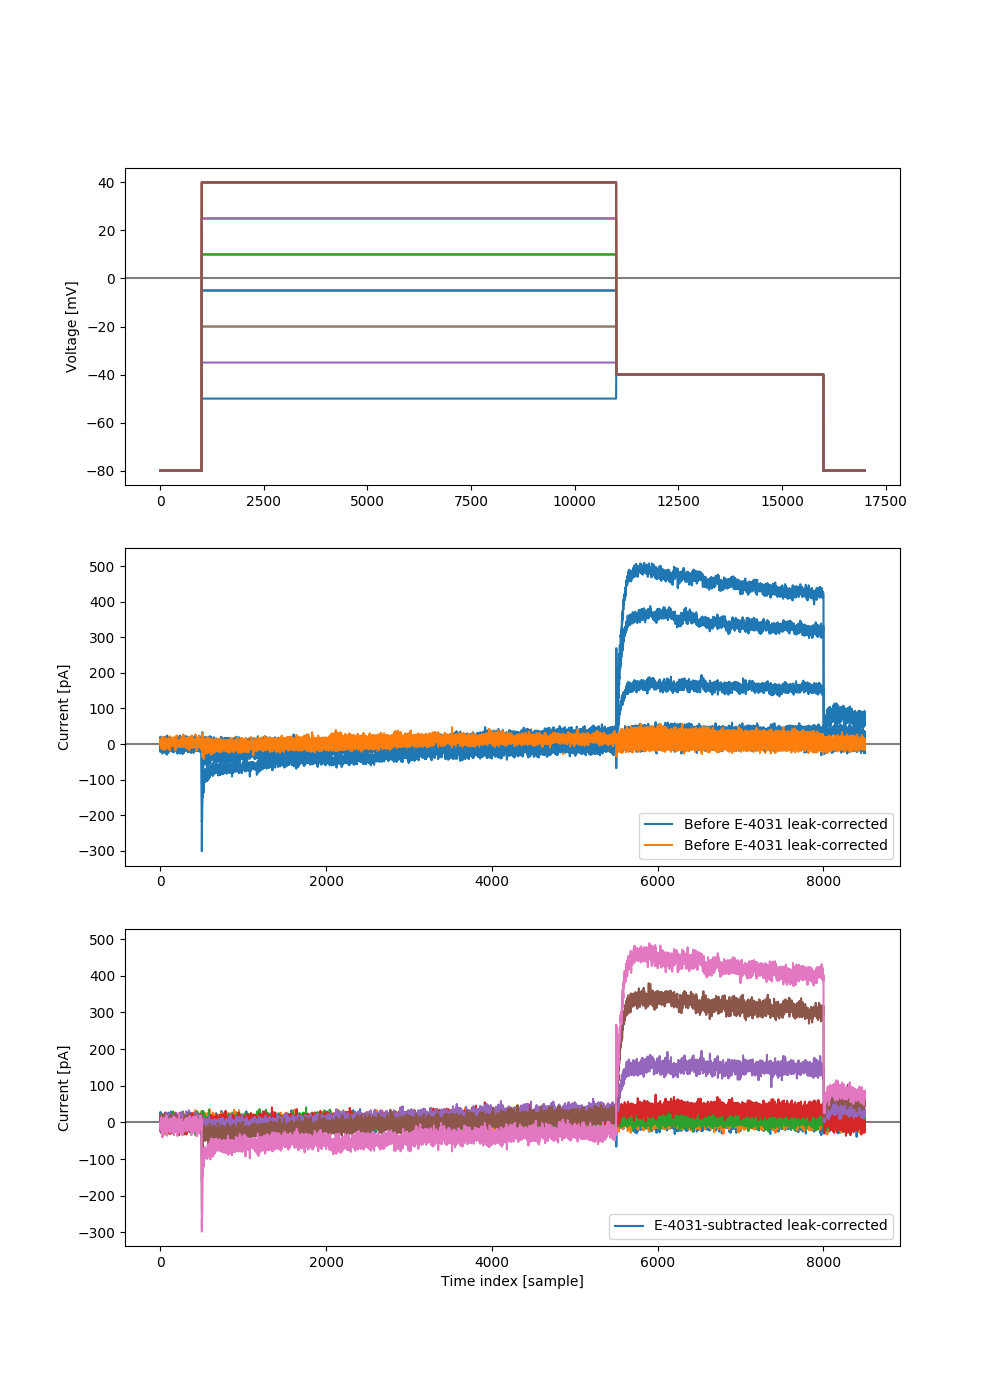 40
20
0
−20
−40
−60
−80
Voltage [mV]
0 2500 5000 7500 10000 12500 15000 17500
500
400
300
200
100
0
−100
−200
−300
Current [pA]
Before E-4031 leak-corrected
Before E-4031 leak-corrected
0 2000 4000 6000 8000
500
400
300
200
100
0
−100
−200
−300
Current [pA]
E-4031-subtracted leak-corrected
0 2000 4000 6000 8000
Time index [sample]